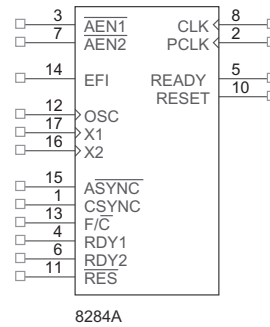 3 AEN1 CLK 8
7 AEN2 PCLK 2
14 EFI READY 5
RESET 10
12 OSC
17 X1
16 X2
15 ASYNC
1 CSYNC
13 F/C
4 RDY1
6 RDY2
11 RES
8284A